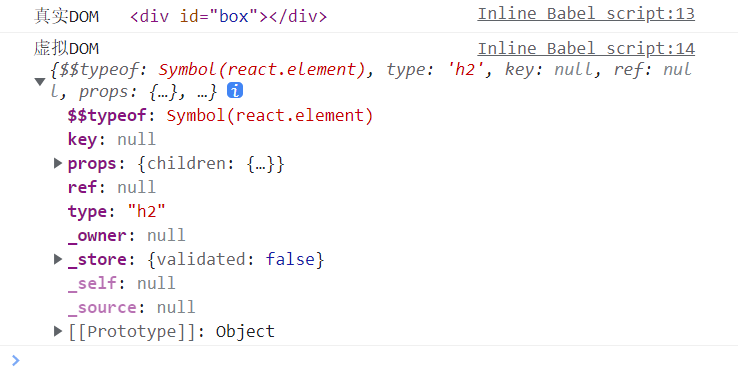 真实DOM <div id="box"></div> Inline Babel script:13
虚拟DOM Inline Babel script:14
{$$typeof: Symbol(react.element), type: 'h2', key: null, ref: nul
l, props: {…}, …} i
$$typeof: Symbol(react.element)
key: null
props: {children: {…}}
ref: null
type: "h2"
_owner: null
_store: {validated: false}
_self: null
_source: null
[[Prototype]]: Object